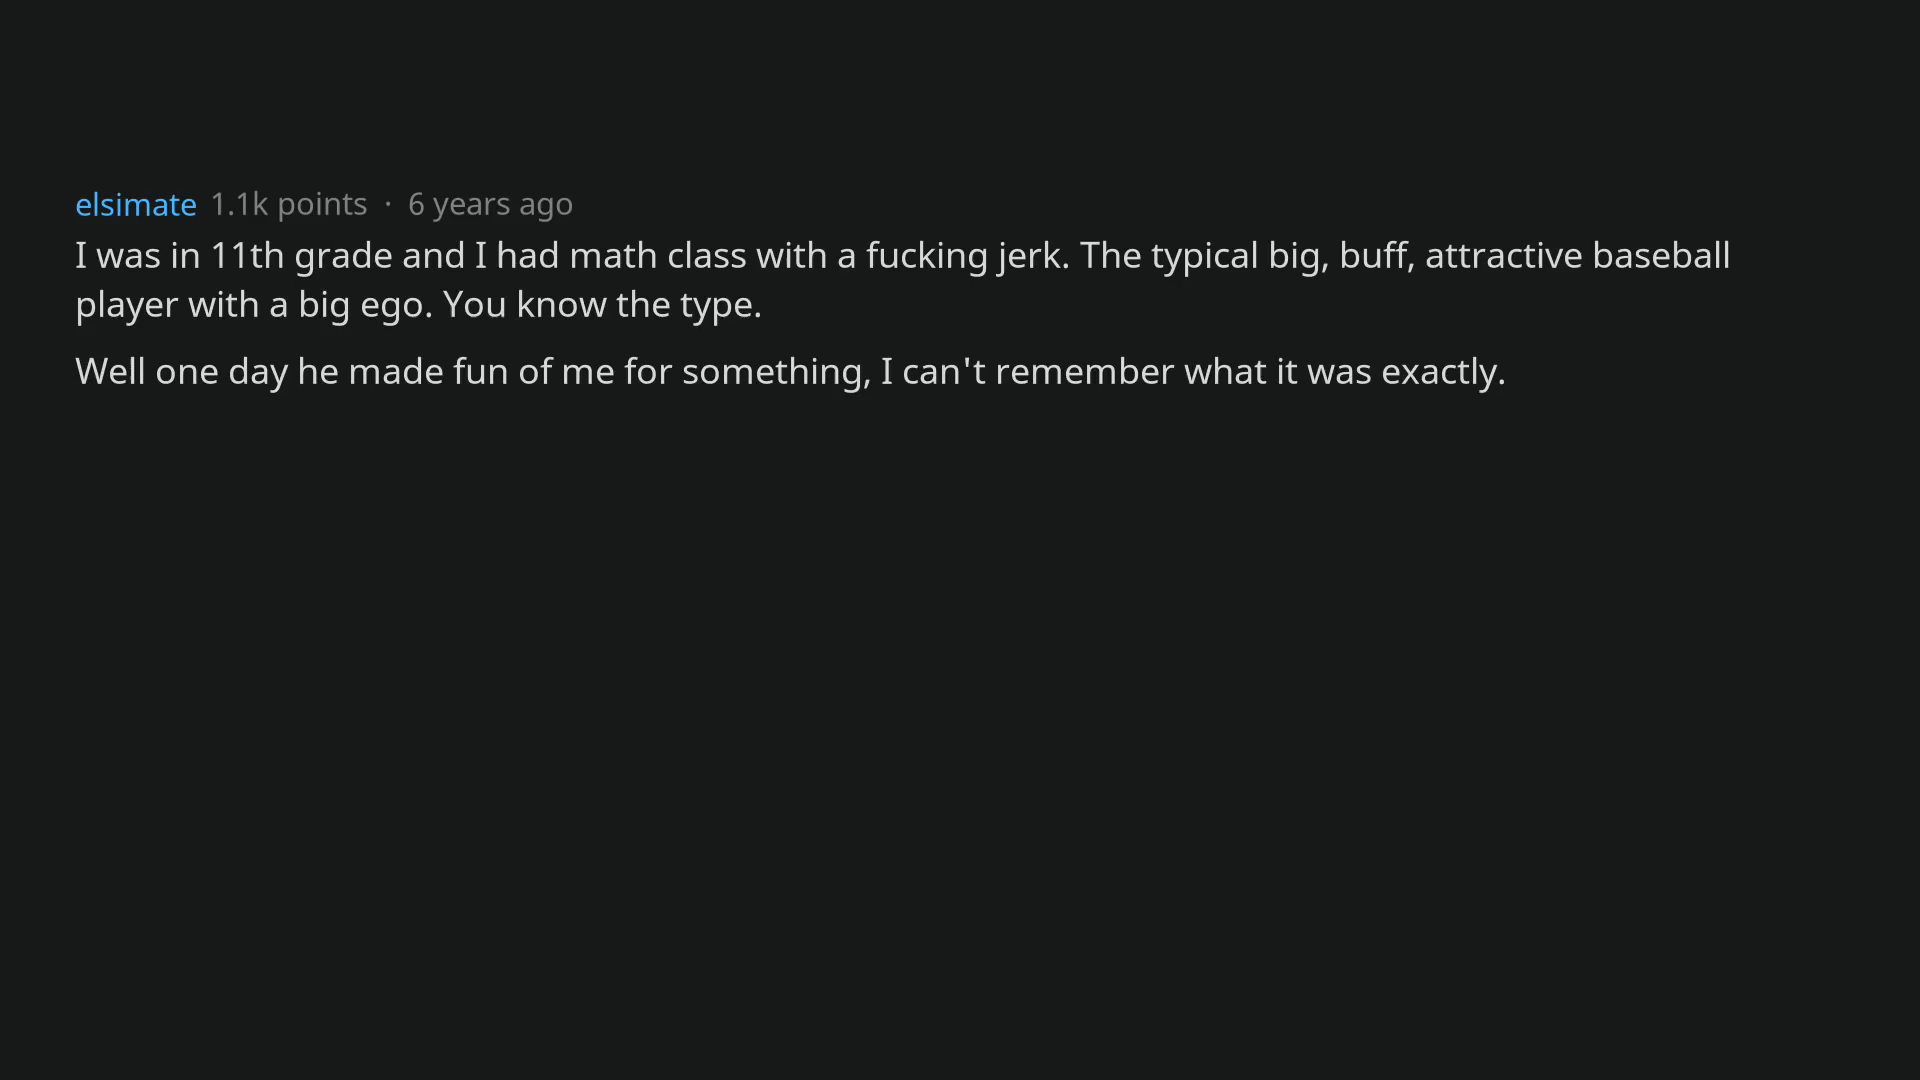 elsimate 1.1k points · 6 years ago
I was in 11th grade and I had math class with a fucking jerk. The typical big, buff, attractive baseball
player with a big ego. You know the type.
Well one day he made fun of me for something, I can't remember what it was exactly.